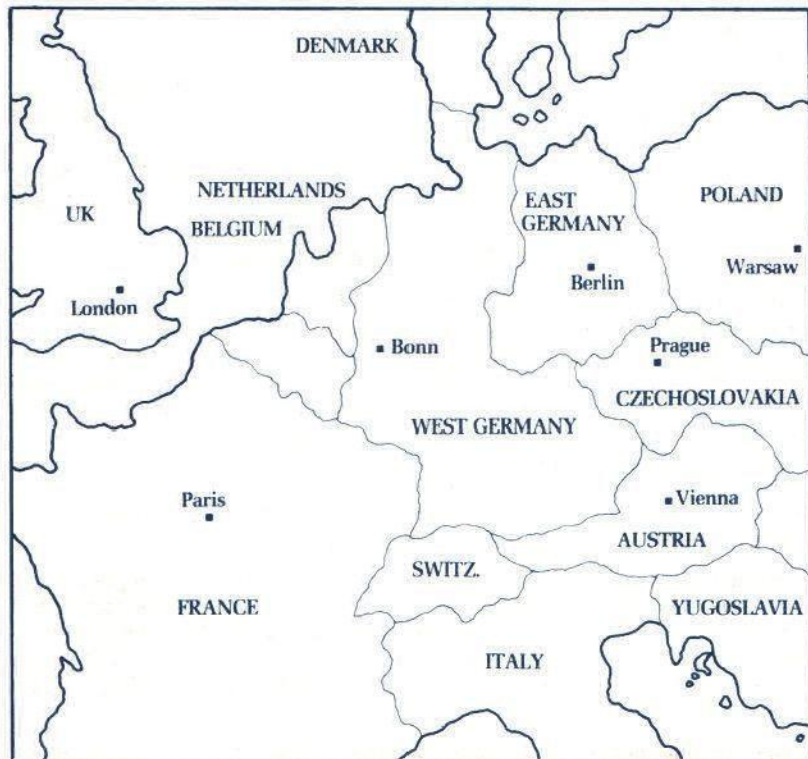 DENMARK
NETHERLANDS
UK
BELGIUM
EAST
GERMANY
POLAND
Warsaw
Berlin
London
Bonn
Prague
CZECHOSLOVAKIA
WEST GERMANY
Paris
Vienna
AUSTRIA
SWITZ.
FRANCE
YUGOSLAVIA
ITALY